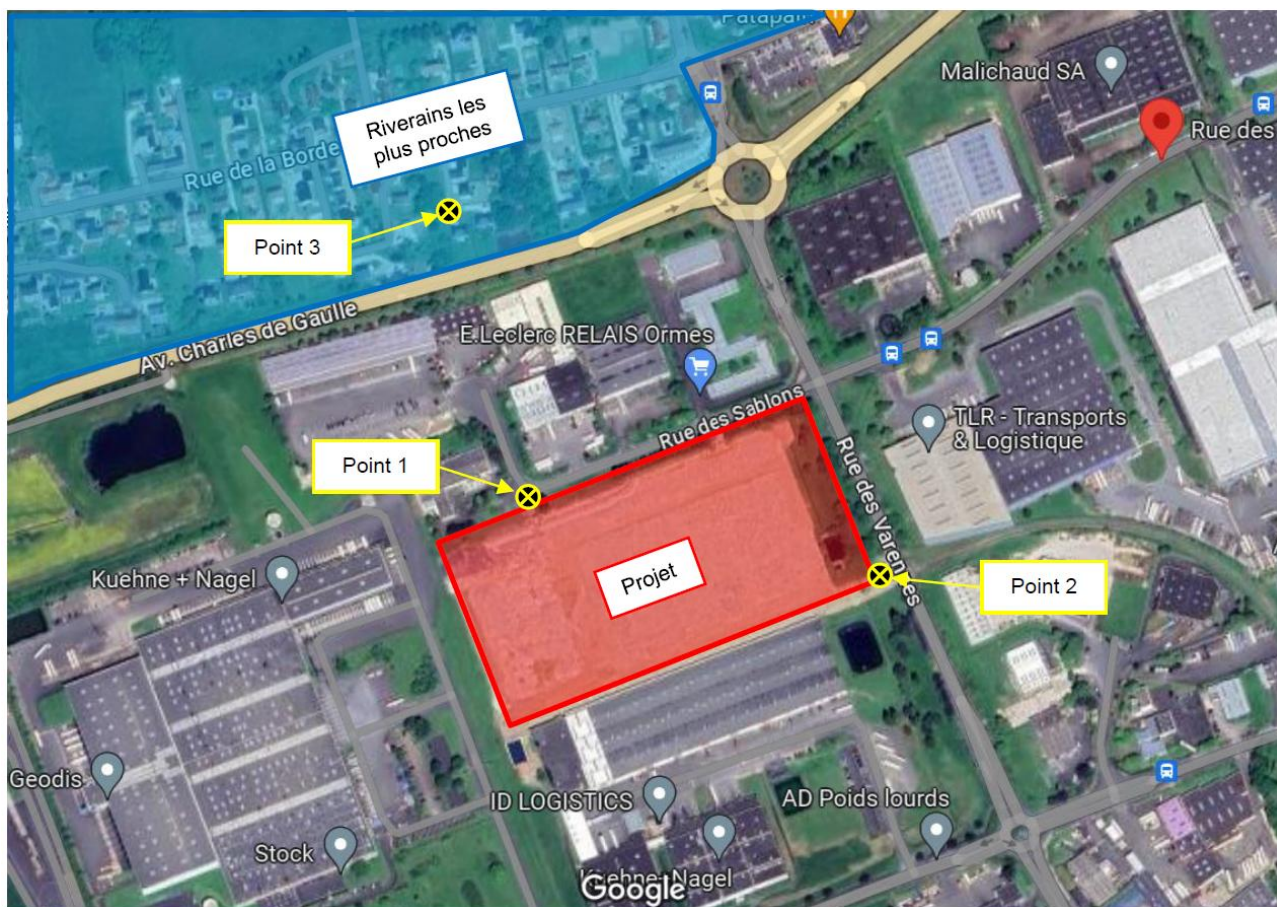 Patapain
Malichaud SA
Riverains les
plus proches
Rue des
Rue de la Borde
Point 3
Av. Charles de Gaulle
E.Leclerc RELAIS Ormes
Rue des Sablons
TLR - Transports
& Logistique
Point 1
Rue des Varennes
Kuehne + Nagel
Projet
Point 2
Geodis
ID LOGISTICS
AD Poids lourds
Stock
Kuehne+Nagel
Google